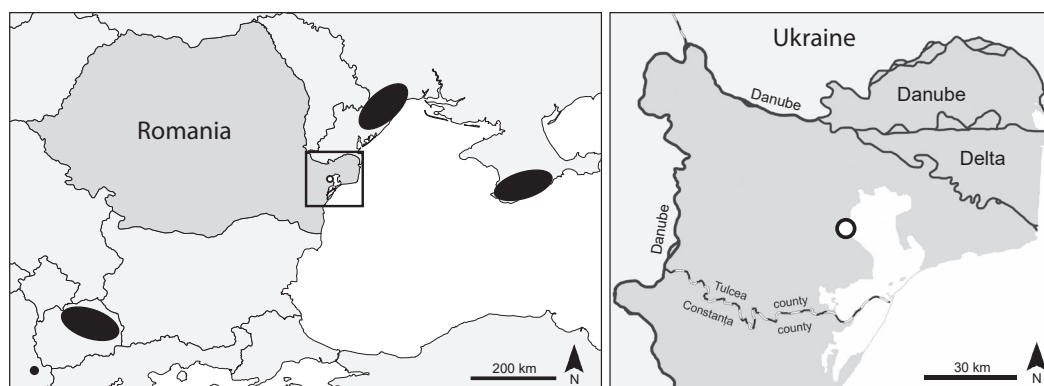 Romania
200 km
N
Ukraine
Danube
Danube
Delta
Danube
Tulcea
county
Constanța
county
30 km
N